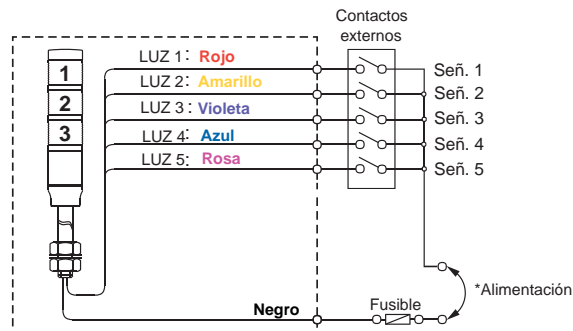 Contactos
externos
LUZ 1: Rojo
Señ. 1
LUZ 2: Amarillo
Señ. 2
LUZ 3: Violeta
Señ. 3
LUZ 4: Azul
Señ. 4
LUZ 5: Rosa
Señ. 5
1
2
3
*Alimentación
Negro
Fusible